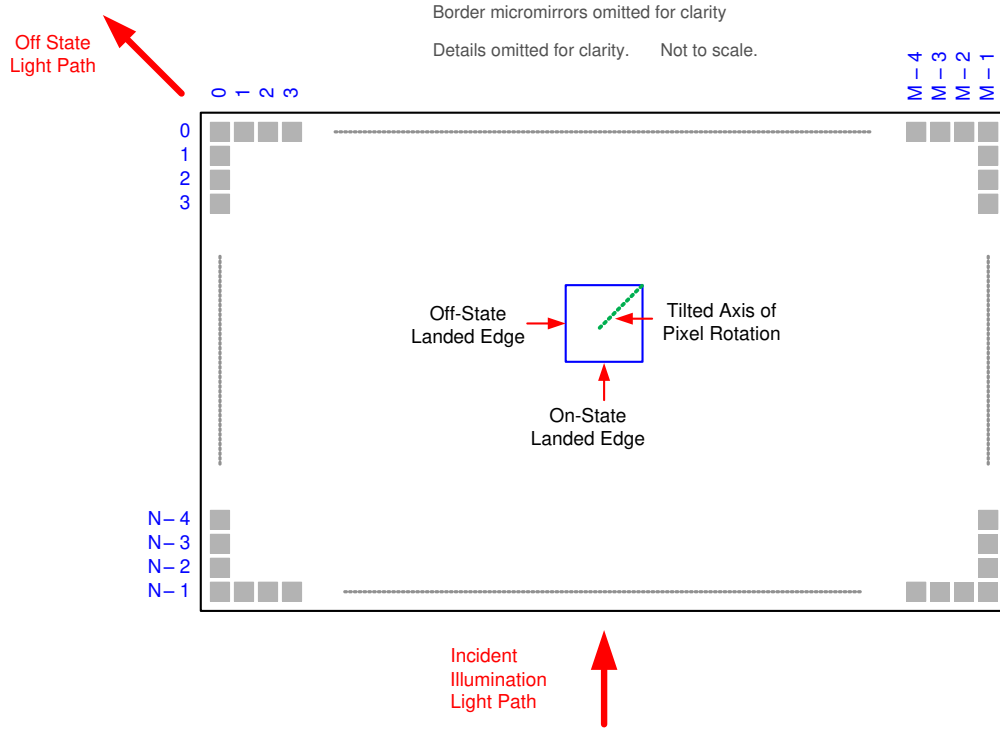 Border micromirrors omitted for clarity
Details omitted for clarity. Not to scale.
Off State
Light Path
0
1
2
3
M – 4
M – 3
M – 2
M – 1
0
1
2
3
Off-State
Landed Edge
Tilted Axis of
Pixel Rotation
On-State
Landed Edge
N – 4
N – 3
N – 2
N – 1
Incident
Illumination
Light Path